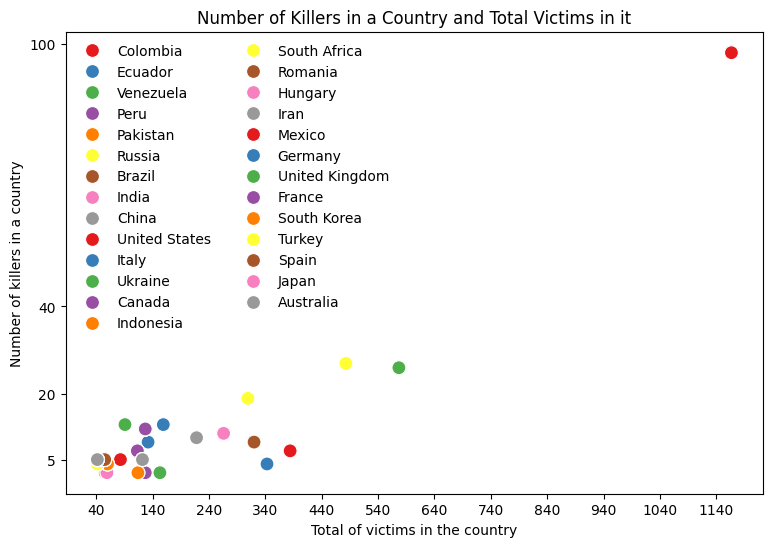 Number of Killers in a Country and Total Victims in it
Number of killers in a country
100
40
20
5
Colombia
Ecuador
Venezuela
Peru
Pakistan
Russia
Brazil
India
China
United States
Italy
Ukraine
Canada
Indonesia
South Africa
Romania
Hungary
Iran
Mexico
Germany
United Kingdom
France
South Korea
Turkey
Spain
Japan
Australia
40 140 240 340 440 540 640 740 840 940 1040 1140
Total of victims in the country